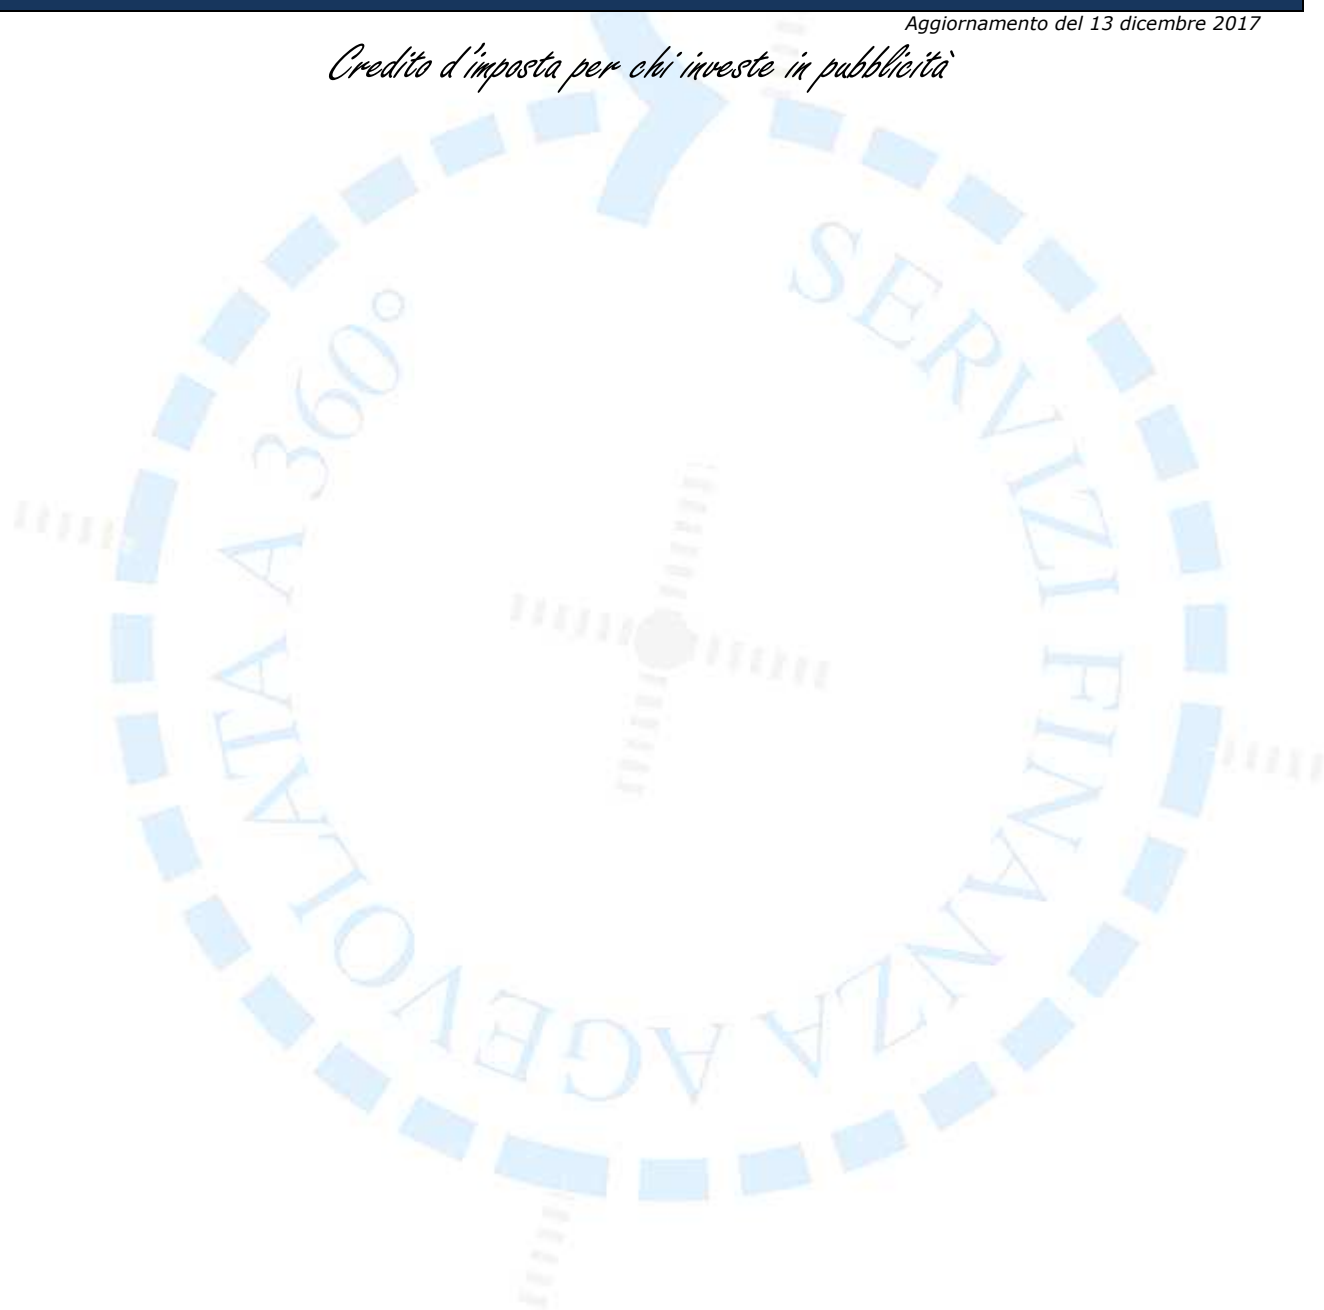 Aggiornamento del 13 dicembre 2017
Credito d'imposta per chi investe in pubblicità
SERVIZI FINANZA AGEVOLATA A 360°